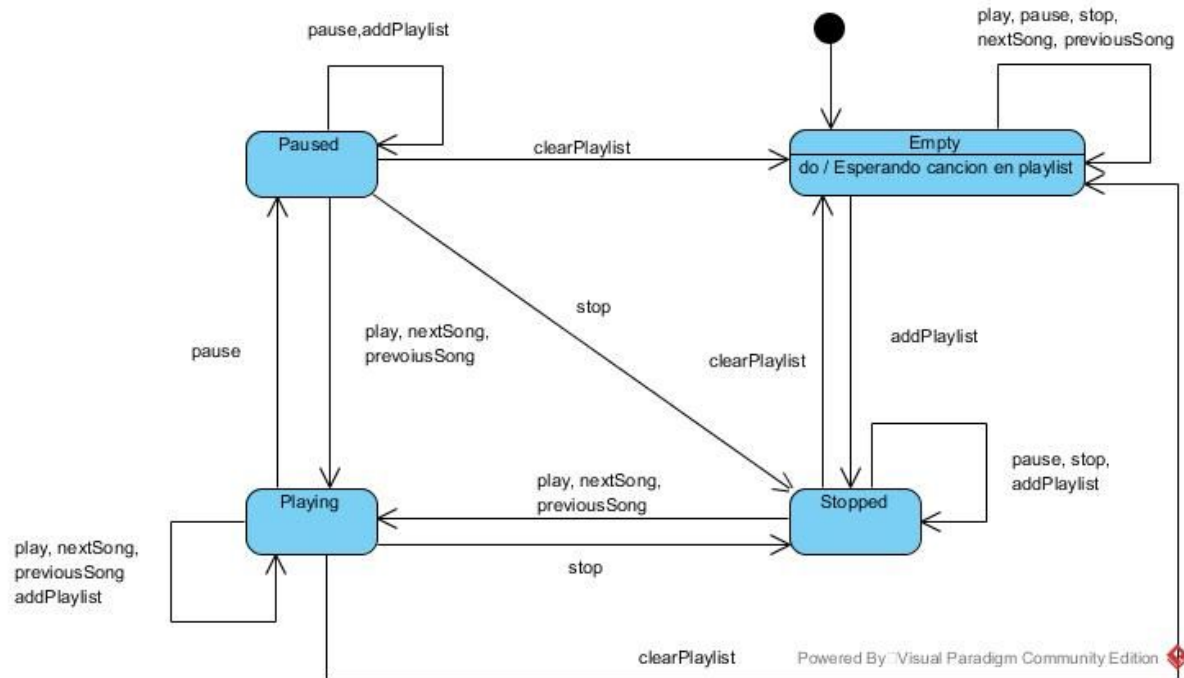 pause,addPlaylist
play, pause, stop,
nextSong, previousSong
Paused
clearPlaylist
Empty
do / Esperando cancion en playlist
stop
pause
play, nextSong,
prevoiusSong
clearPlaylist
addPlaylist
pause, stop,
addPlaylist
Playing
play, nextSong,
previousSong
Stopped
play, nextSong,
previousSong
addPlaylist
stop
clearPlaylist
Powered By Visual Paradigm Community Edition